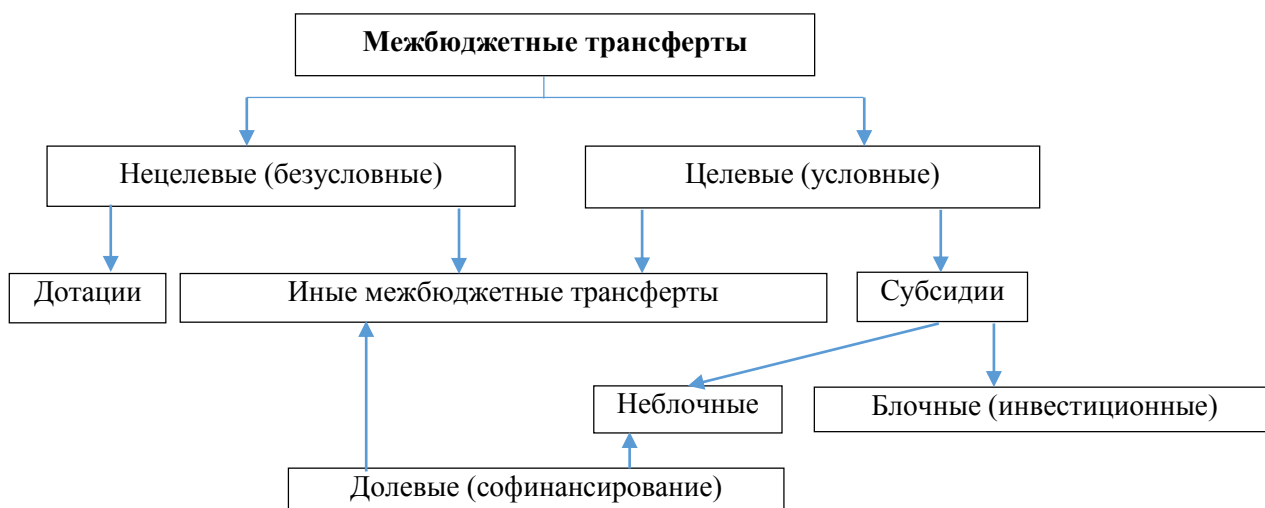 Межбюджетные трансферты
Нецелевые (безусловные)
Целевые (условные)
Дотации
Иные межбюджетные трансферты
Субсидии
Неблочные
Блочные (инвестиционные)
Долевые (софинансирование)